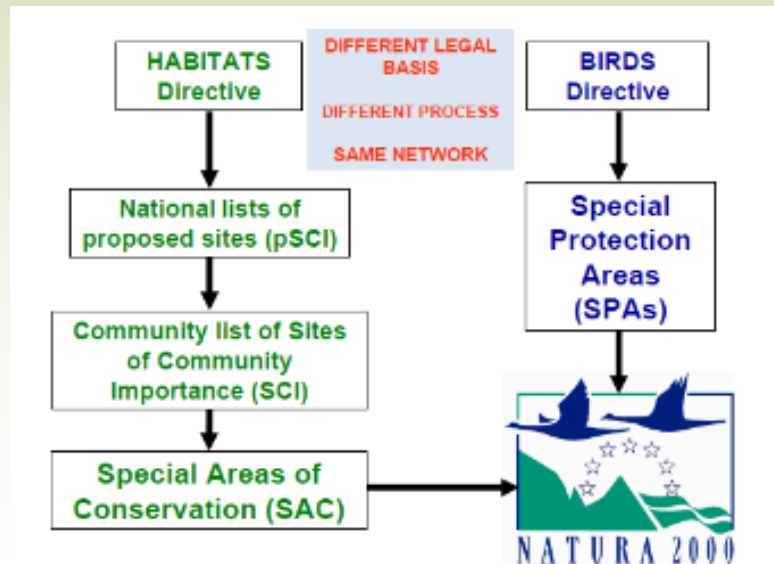 HABITATS
Directive
DIFFERENT LEGAL
BASIS
DIFFERENT PROCESS
SAME NETWORK
BIRDS
Directive
National lists of
proposed sites (pSCI)
Special
Protection
Areas
(SPAs)
Community list of Sites
of Community
Importance (SCI)
Special Areas of
Conservation (SAC)
NATURA 2000